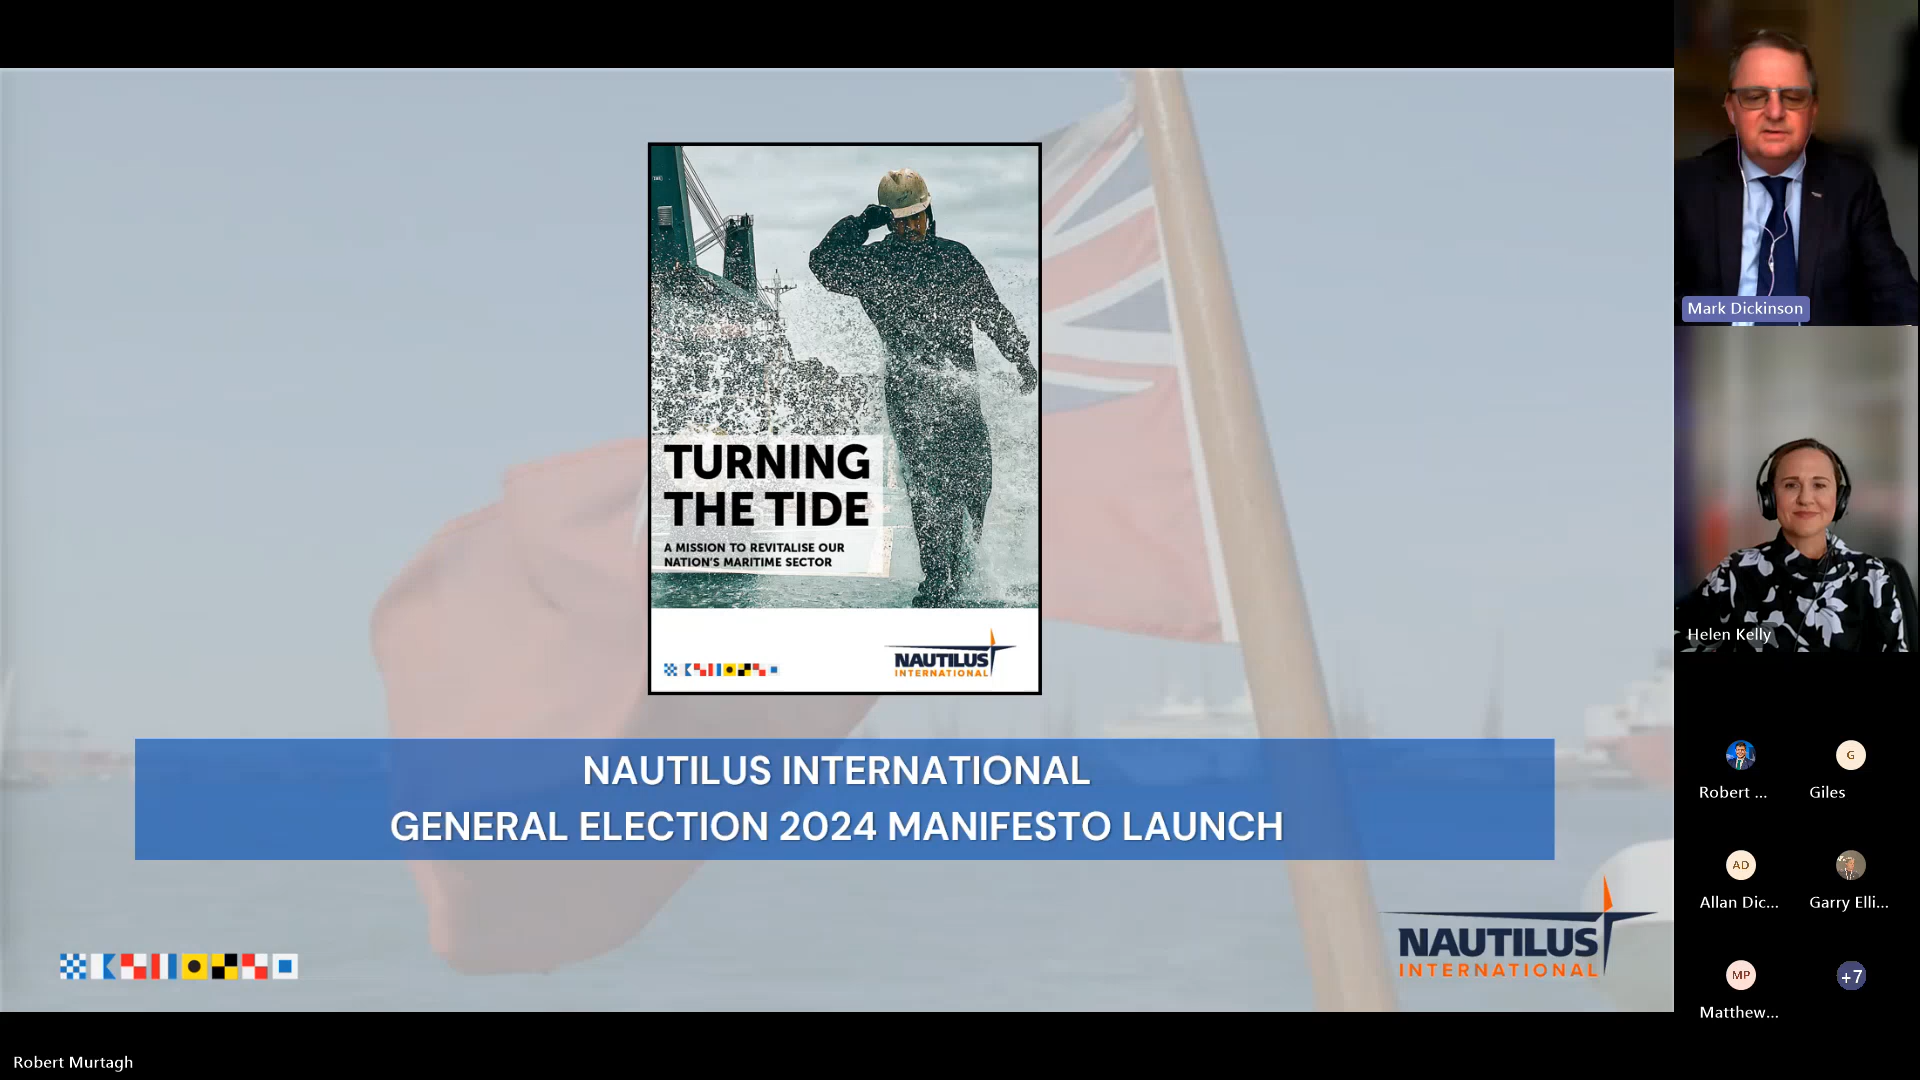 TURNING
THE TIDE
A MISSION TO REVITALISE OUR
NATION'S MARITIME SECTOR
NAUTILUS
INTERNATIONAL
NAUTILUS INTERNATIONAL
GENERAL ELECTION 2024 MANIFESTO LAUNCH
NAUTILUS
INTERNATIONAL
Robert Murtagh
Mark Dickinson
Helen Kelly
Robert ...
G
Giles
AD
Allan Dic...
Garry Elli...
MP
Matthew...
+7